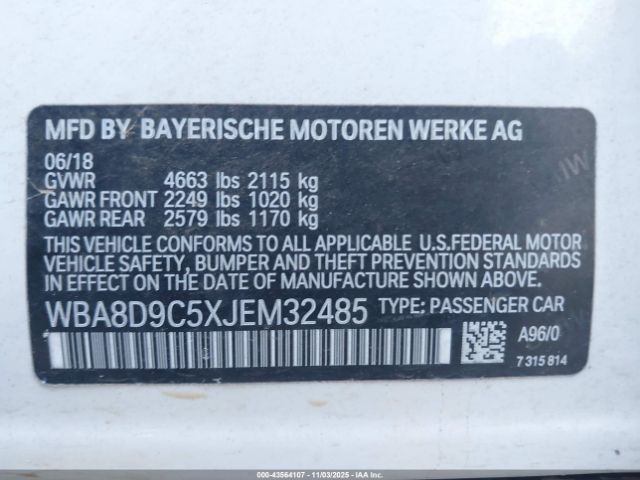 MFD BY BAYERISCHE MOTOREN WERKE AG
06/18
GVWR 4663 lbs 2115 kg
GAWR FRONT 2249 lbs 1020 kg
GAWR REAR 2579 lbs 1170 kg
THIS VEHICLE CONFORMS TO ALL APPLICABLE U.S.FEDERAL MOTOR
VEHICLE SAFETY, BUMPER, AND THEFT PREVENTION STANDARDS
IN EFFECT ON THE DATE OF MANUFACTURE SHOWN ABOVE.
WBA8D9C5XJEM32485 TYPE: PASSENGER CAR
A96/0
7 315 814
000-43564107 - 11/03/2025 - IAAI. Inc.